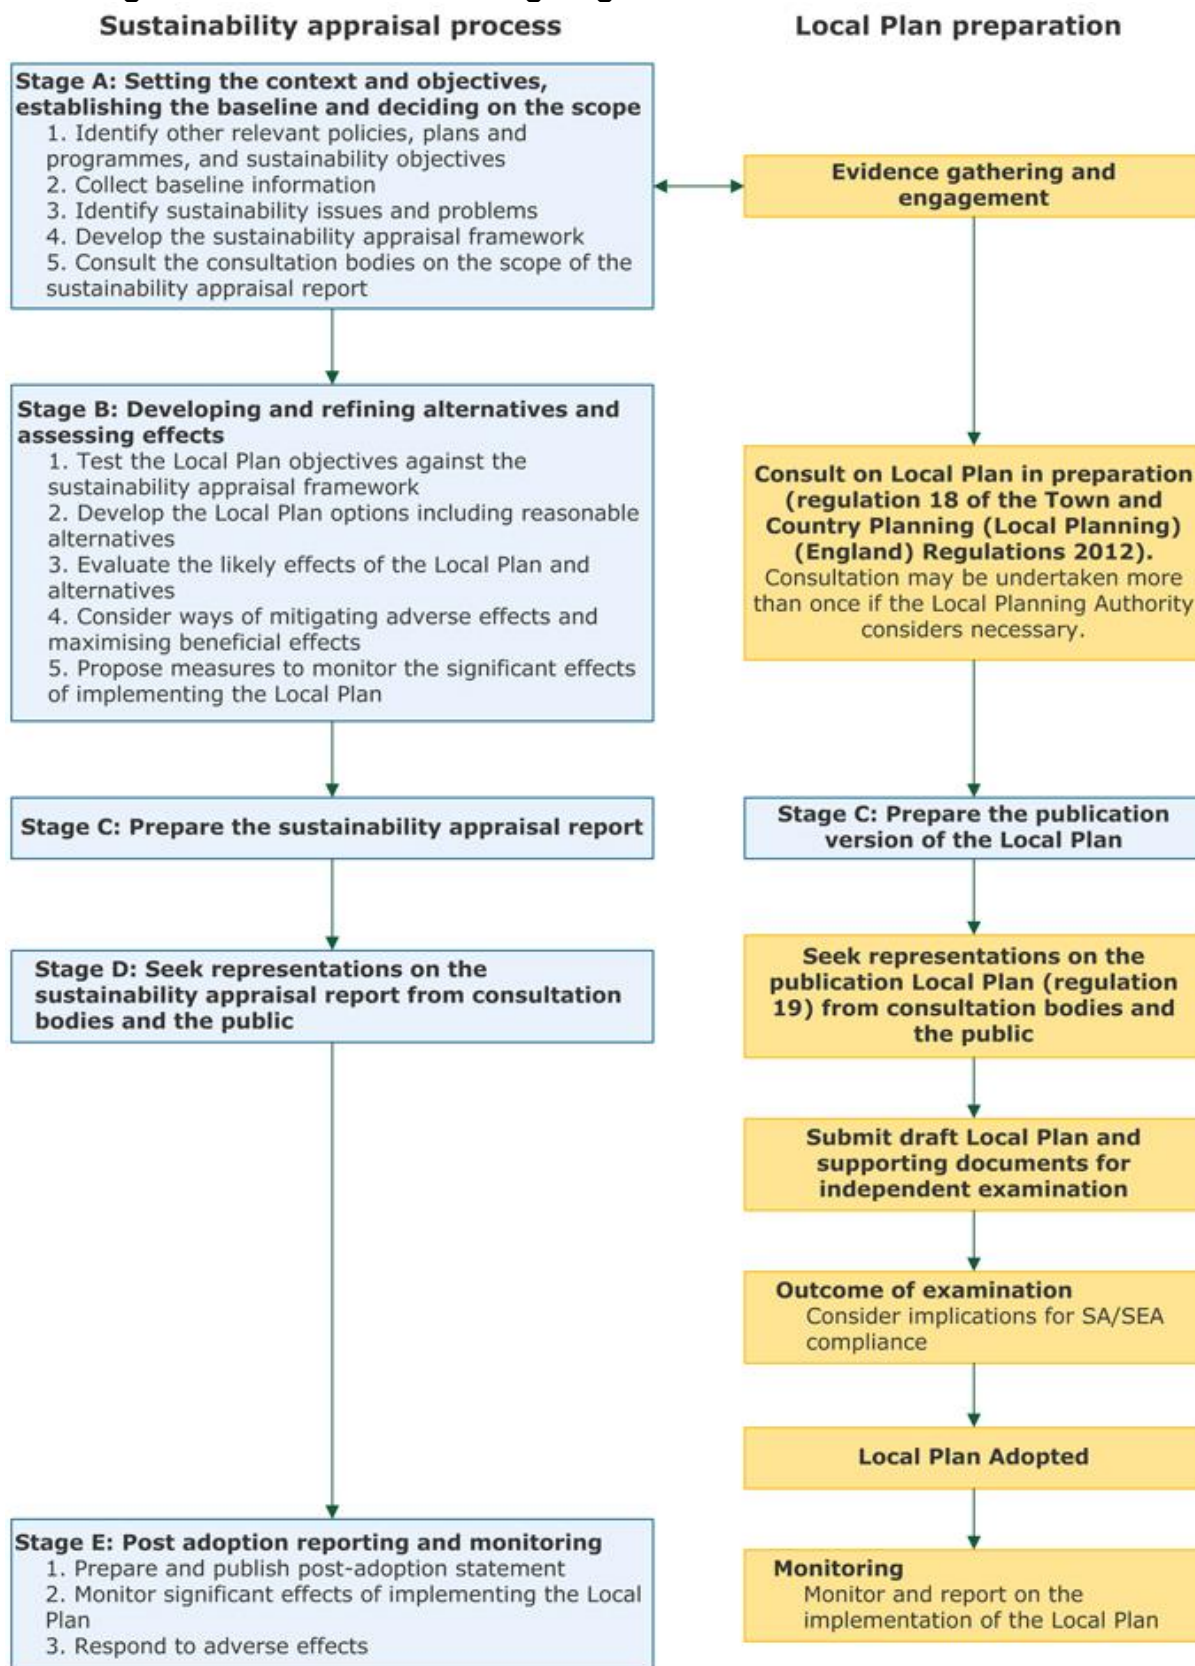 Sustainability appraisal process
Stage A: Setting the context and objectives,
establishing the baseline and deciding on the scope
1. Identify other relevant policies, plans and
programmes, and sustainability objectives
2. Collect baseline information
3. Identify sustainability issues and problems
4. Develop the sustainability appraisal framework
5. Consult the consultation bodies on the scope of the
sustainability appraisal report
Stage B: Developing and refining alternatives and
assessing effects
1. Test the Local Plan objectives against the
sustainability appraisal framework
2. Develop the Local Plan options including reasonable
alternatives
3. Evaluate the likely effects of the Local Plan and
alternatives
4. Consider ways of mitigating adverse effects and
maximising beneficial effects
5. Propose measures to monitor the significant effects
of implementing the Local Plan
Stage C: Prepare the sustainability appraisal report
Stage D: Seek representations on the
sustainability appraisal report from consultation
bodies and the public
Stage E: Post adoption reporting and monitoring
1. Prepare and publish post-adoption statement
2. Monitor significant effects of implementing the Local
Plan
3. Respond to adverse effects
Local Plan preparation
Evidence gathering and
engagement
Consult on Local Plan in preparation
(regulation 18 of the Town and
Country Planning (Local Planning)
(England) Regulations 2012).
Consultation may be undertaken more
than once if the Local Planning Authority
considers necessary.
Stage C: Prepare the publication
version of the Local Plan
Seek representations on the
publication Local Plan (regulation
19) from consultation bodies and
the public
Submit draft Local Plan and
supporting documents for
independent examination
Outcome of examination
Consider implications for SA/SEA
compliance
Local Plan Adopted
Monitoring
Monitor and report on the
implementation of the Local Plan